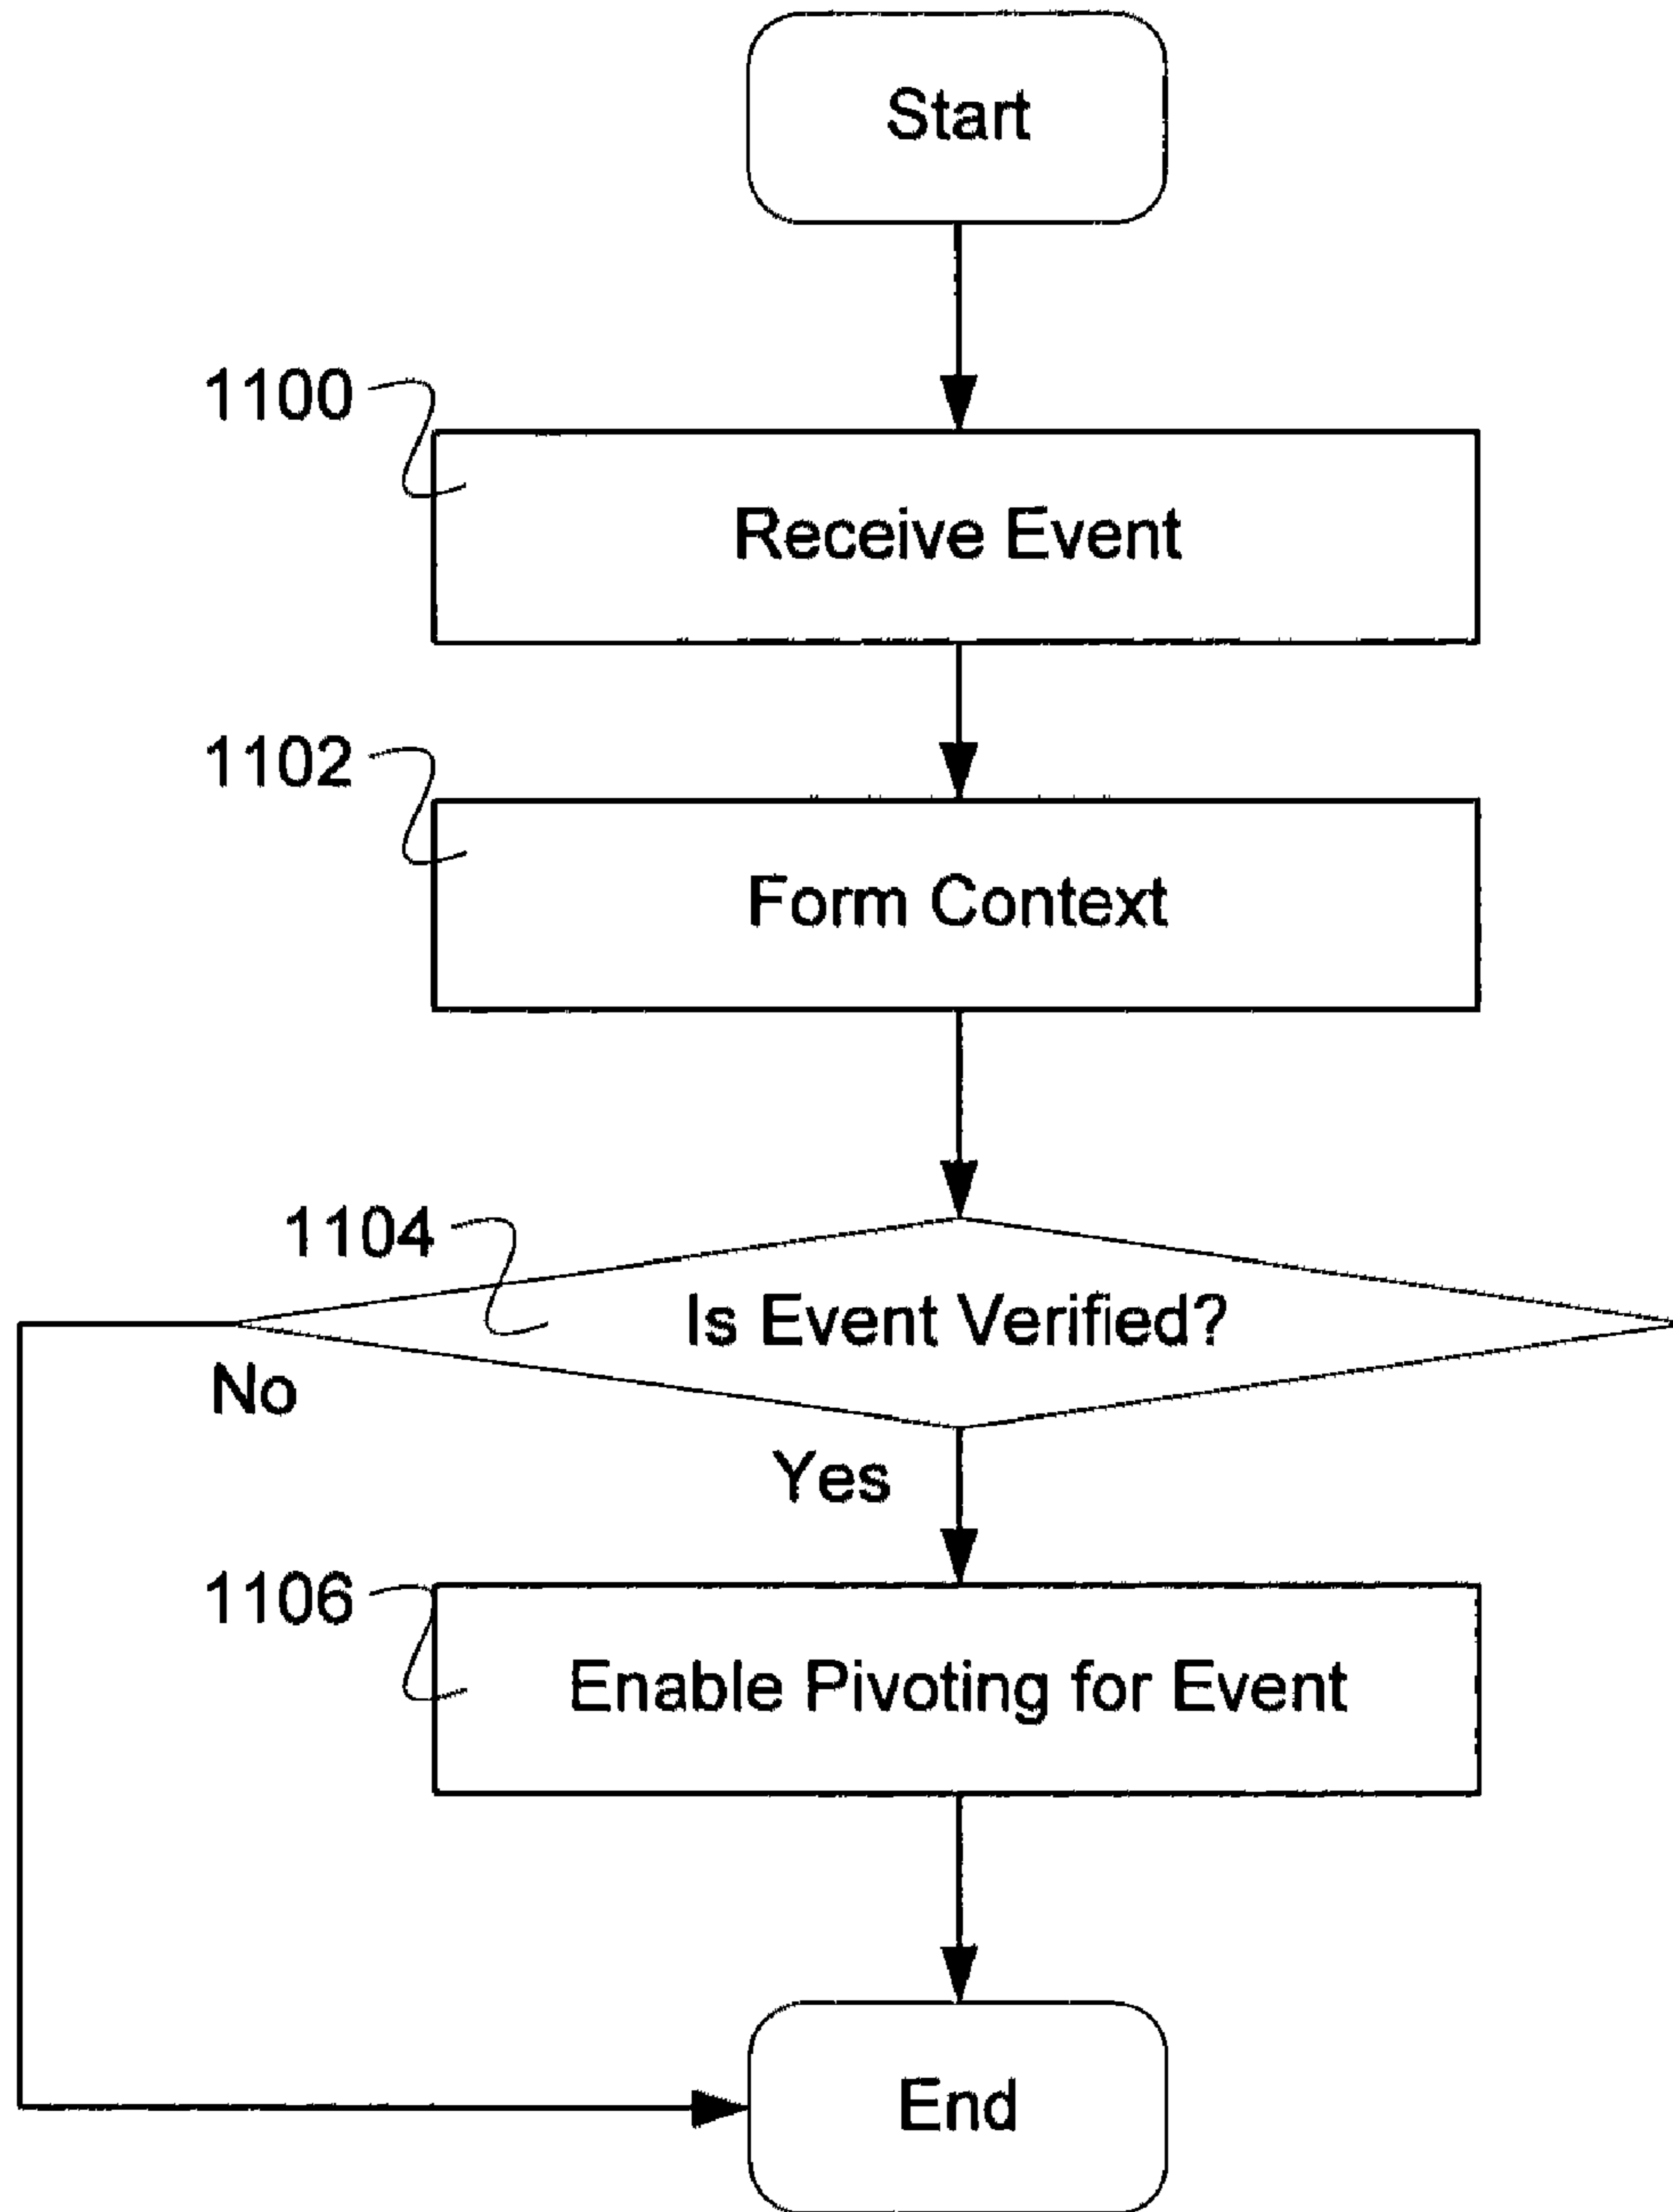 Start
1100
Receive Event
1102
Form Context
1104
Is Event Verified?
No
Yes
1106
Enable Pivoting for Event
End